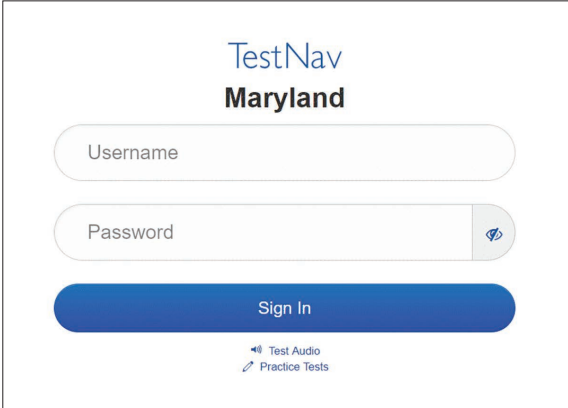 TestNav
Maryland
Username
Password
Sign In
Test Audio
Practice Tests